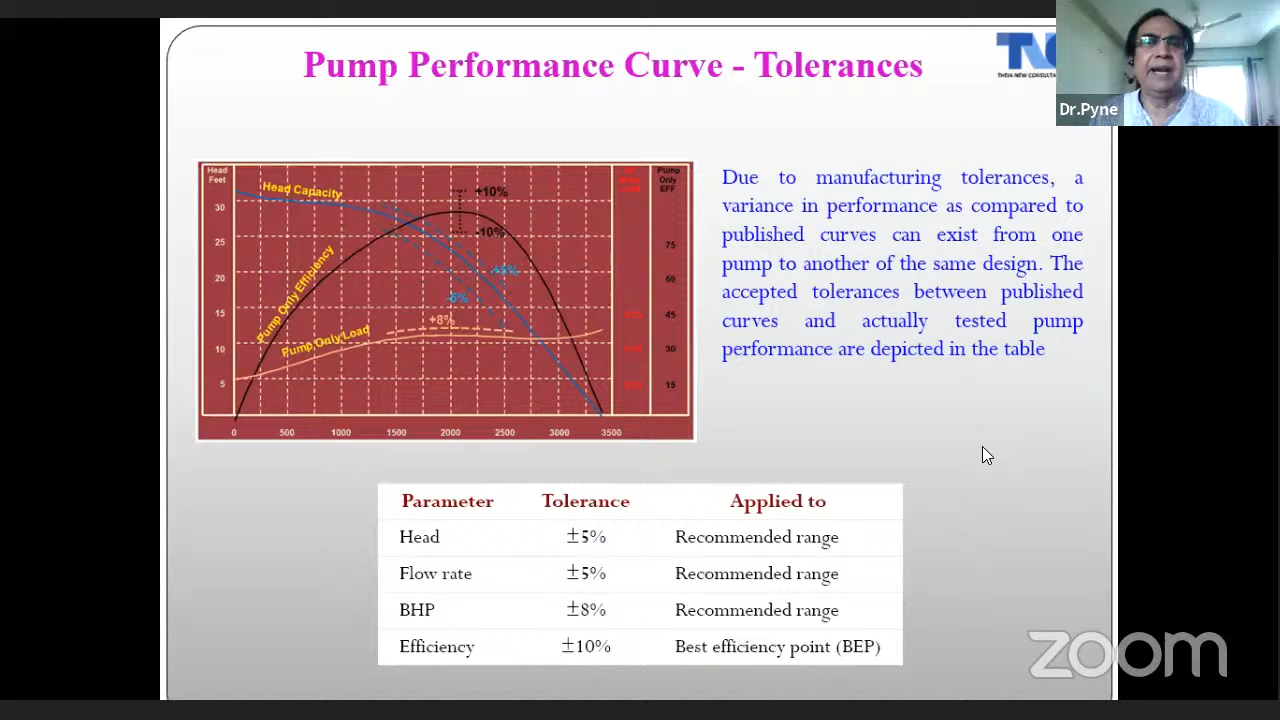 Pump Performance Curve - Tolerances
THEIA NEW CONSULTA
Dr.Pyne
Head
Feet
30
25
20
15
10
5
Head Capacity
Pump Only Efficiency
Pump Only Load
+10%
-10%
+8%
Pump
Only
EFF
75
60
45
30
15
0 500 1000 1500 2000 2500 3000 3500
Due to manufacturing tolerances, a
variance in performance as compared to
published curves can exist from one
pump to another of the same design. The
accepted tolerances between published
curves and actually tested pump
performance are depicted in the table
Parameter Tolerance Applied to
Head ±5% Recommended range
Flow rate ±5% Recommended range
BHP ±8% Recommended range
Efficiency ±10% Best efficiency point (BEP)
zoom